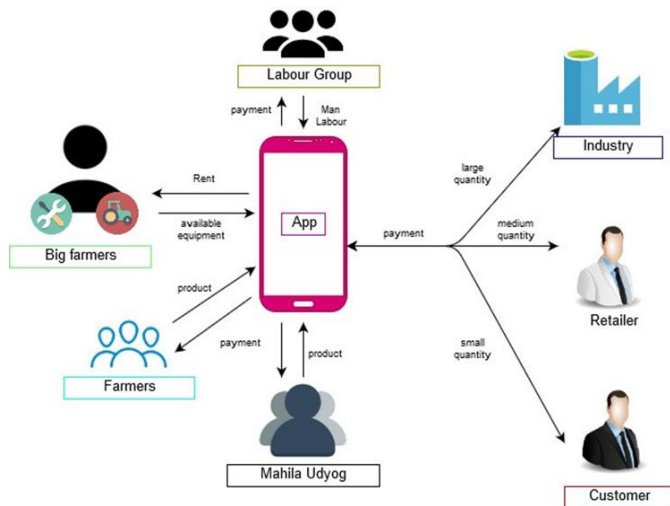 Labour Group
payment
Man
Labour
Industry
Rent
large
quantity
App
available
equipment
payment
medium
quantity
Big farmers
product
Retailer
payment
product
small
quantity
Farmers
Mahila Udyog
Customer